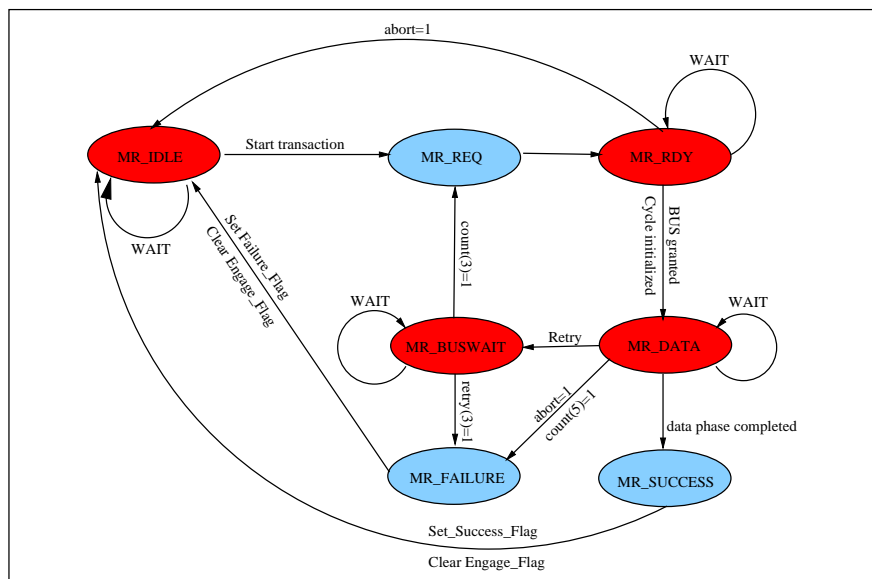 abort=1
WAIT
MR_IDLE
Start transaction
MR_REQ
MR_RDY
WAIT
Set Failure_Flag
Clear Engage_Flag
count(3)=1
BUS granted
Cycle initialized
WAIT
WAIT
MR_BUSWAIT
Retry
MR_DATA
retry(3)=1
abort=1
count(5)=1
data phase completed
MR_FAILURE
MR_SUCCESS
Set_Success_Flag
Clear Engage_Flag